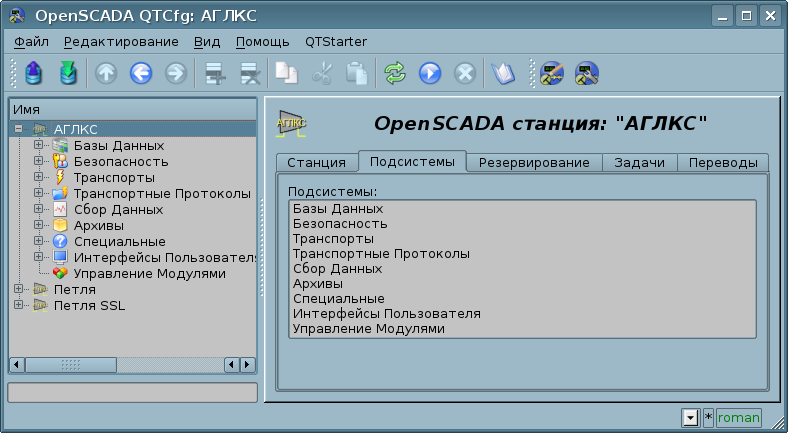 OpenSCADA QTCfg: АГЛКС
Файл Редактирование Вид Помощь QTStarter
Имя
АГЛКС
Базы Данных
Безопасность
Транспорты
Транспортные Протоколы
Сбор Данных
Архивы
Специальные
Интерфейсы Пользователя
Управление Модулями
Петля
Петля SSL
АГЛКС
OpenSCADA станция: "АГЛКС"
Станция Подсистемы Резервирование Задачи Переводы
Подсистемы:
Базы Данных
Безопасность
Транспорты
Транспортные Протоколы
Сбор Данных
Архивы
Специальные
Интерфейсы Пользователя
Управление Модулями
* roman